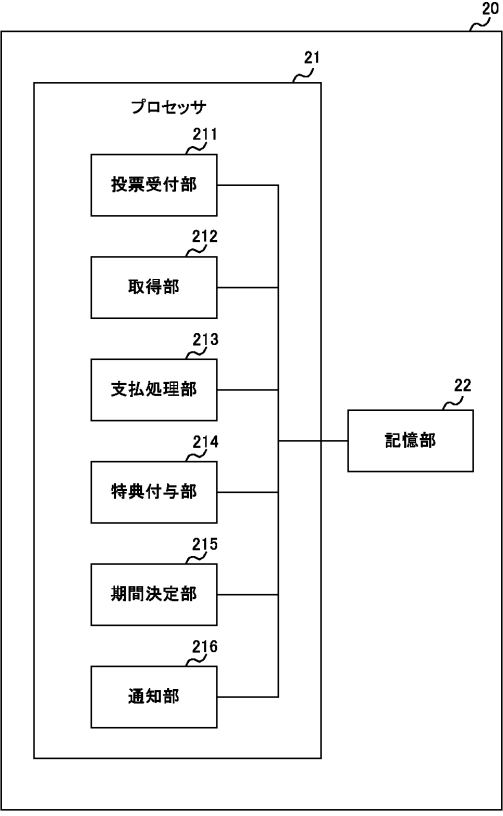 20
21
プロセッサ
211
投票受付部
212
取得部
213
支払処理部
214
特典付与部
22
記憶部
215
期間決定部
216
通知部